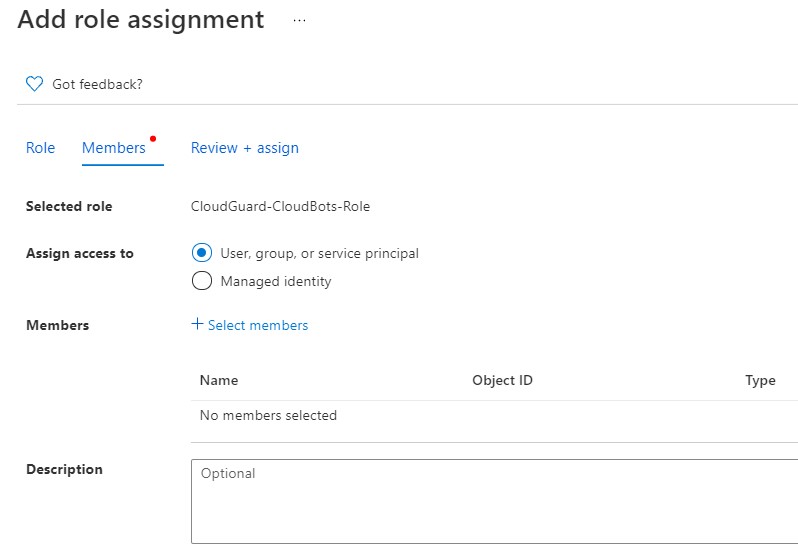 Add role assignment ...
Got feedback?
Role Members Review + assign
Selected role CloudGuard-CloudBots-Role
Assign access to User, group, or service principal
Managed identity
Members + Select members
Name Object ID Type
No members selected
Description Optional